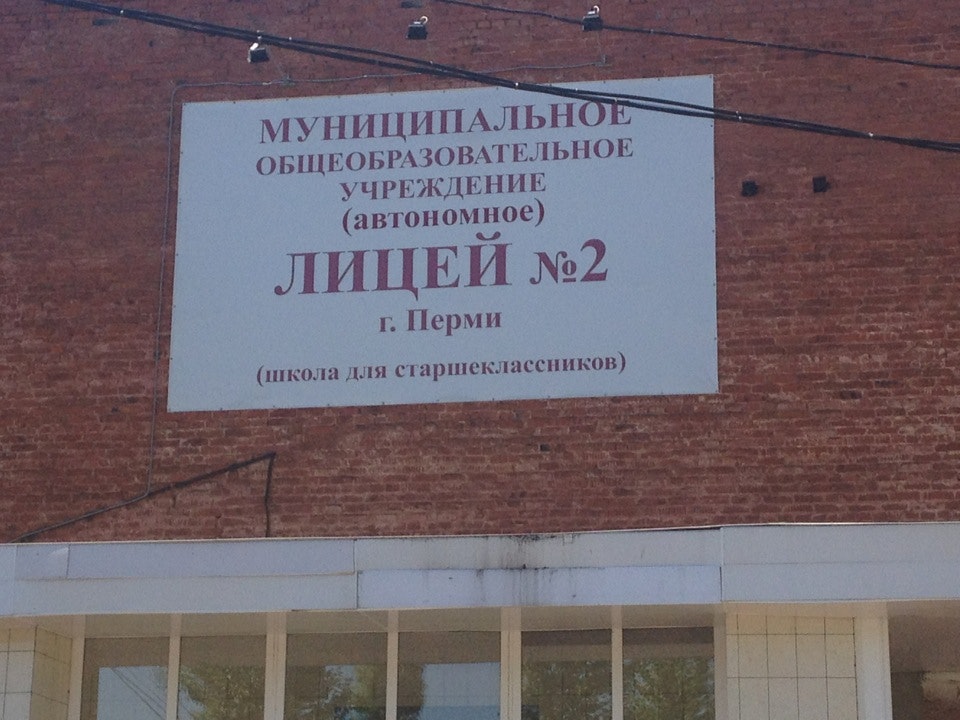 МУНИЦИПАЛЬНОЕ
ОБЩЕОБРАЗОВАТЕЛЬНОЕ
УЧРЕЖДЕНИЕ
(автономное)
ЛИЦЕЙ №2
г. Перми
(школа для старшеклассников)